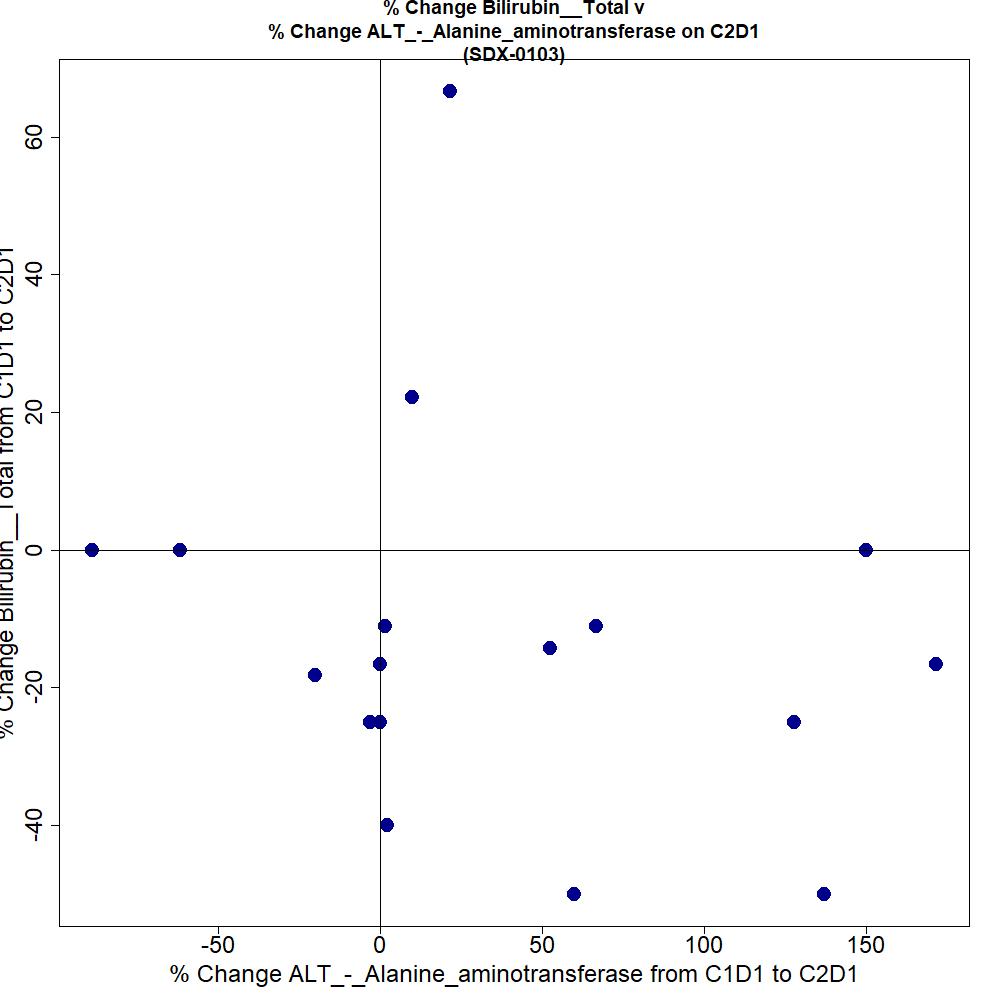 % Change Bilirubin__Total v
% Change ALT_-_Alanine_aminotransferase on C2D1
(SDX-0103)
% Change Bilirubin__Total from C1D1 to C2D1
60
40
20
0
-20
-40
-50
0
50
100
150
% Change ALT_-_Alanine_aminotransferase from C1D1 to C2D1